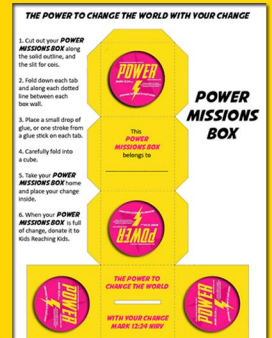 THE POWER TO CHANGE THE WORLD WITH YOUR CHANGE
1. Cut out your POWER
MISSIONS BOX along
the solid outline, and
the slit for ceis.
2. Fold down each tab
and along each dotted
line between each
box wall.
3. Place a small drop of
glue, or one stroke from
a glue stick on each tab.
4. Carefully fold into
a cube.
5. Take your POWER
MISSIONS BOX home
and place your change
inside.
6. When your POWER
MISSIONS BOX is full
of change, donate it to
Kids Reaching Kids.
POWER
POWER
MISSIONS
BOX
This
POWER
MISSIONS BOX
belongs to
POWER
POWER
THE POWER TO
CHANGE THE WORLD
WITH YOUR CHANGE
MARK 12:24 NIRV
POWER